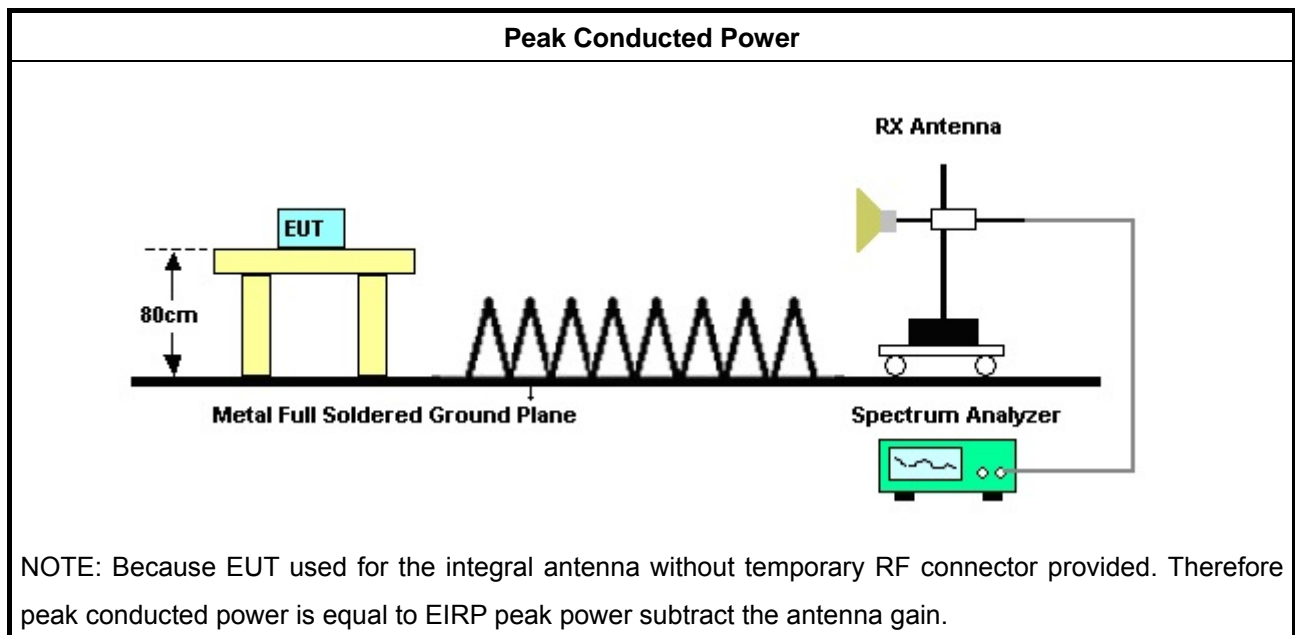 Peak Conducted Power
RX Antenna
EUT
80cm
Metal Full Soldered Ground Plane
Spectrum Analyzer
NOTE: Because EUT used for the integral antenna without temporary RF connector provided. Therefore
peak conducted power is equal to EIRP peak power subtract the antenna gain.